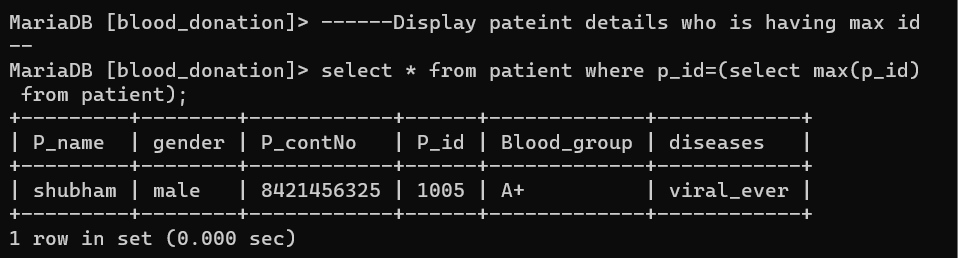 MariaDB [blood_donation]> ------Display pateint details who is having max id
--
MariaDB [blood_donation]> select * from patient where p_id=(select max(p_id)
 from patient);
+---------+--------+------------+------+-------------+------------+
| P_name  | gender | P_contNo   | P_id | Blood_group | diseases   |
+---------+--------+------------+------+-------------+------------+
| shubham | male   | 8421456325 | 1005 | A+          | viral_ever |
+---------+--------+------------+------+-------------+------------+
1 row in set (0.000 sec)